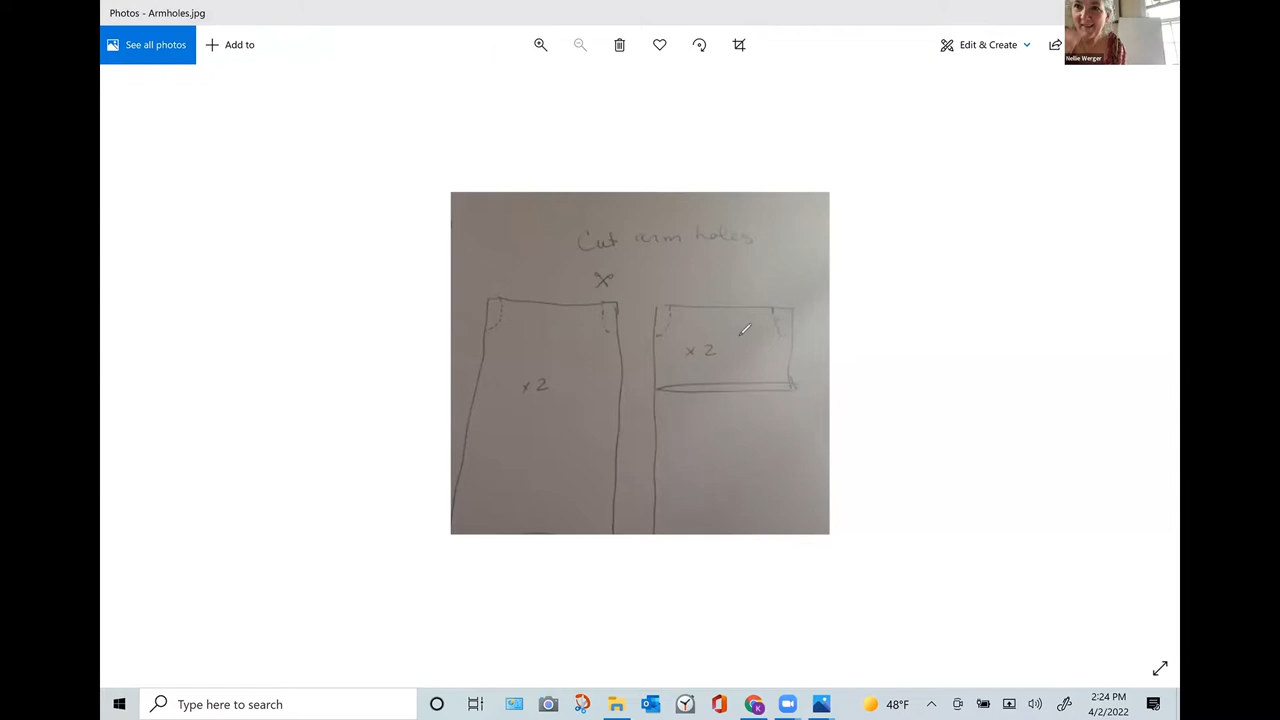 Photos - Armholes.jpg
See all photos
Add to
Edit & Create
Nellie Werger
Cut arm holes
x 2
x 2
Type here to search
48°F
2:24 PM
4/2/2022